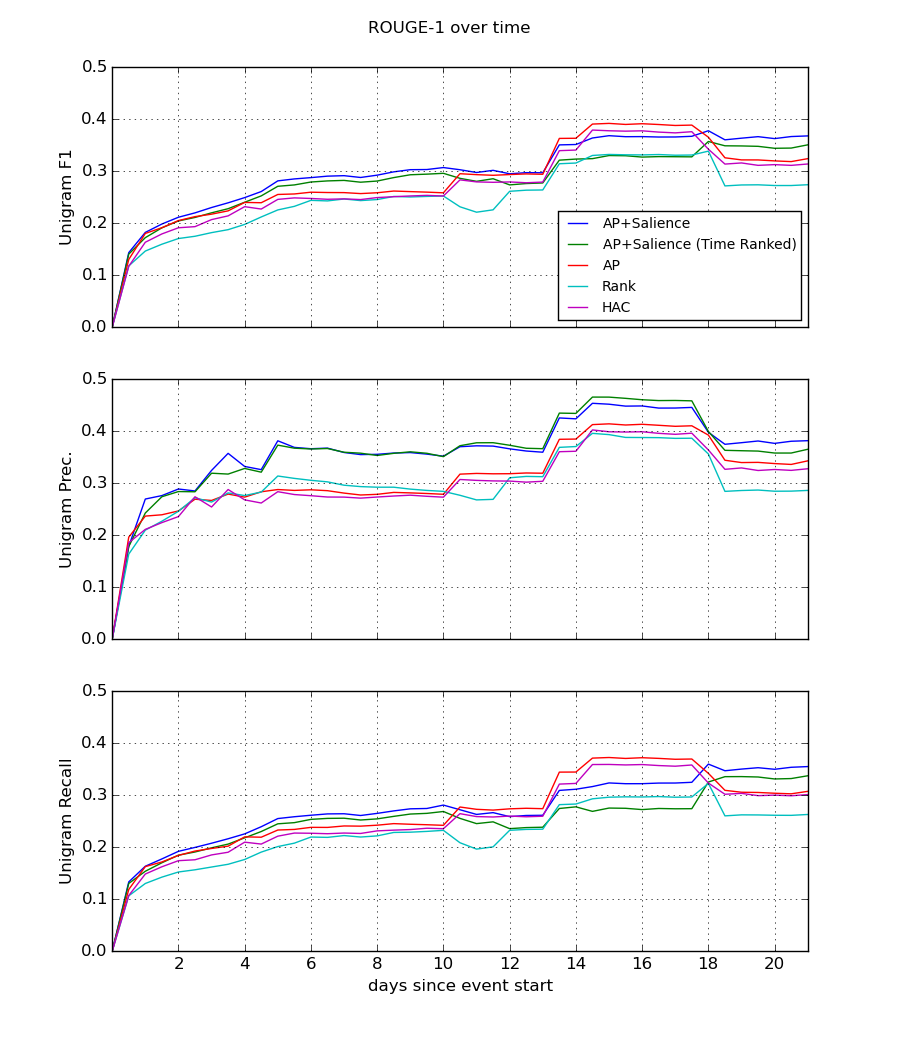 ROUGE-1 over time
0.5
0.4
0.3
0.2
0.1
0.0
Unigram F1
AP+Salience
AP+Salience (Time Ranked)
AP
Rank
HAC
0.5
0.4
0.3
0.2
0.1
0.0
Unigram Prec.
0.5
0.4
0.3
0.2
0.1
0.0
Unigram Recall
2 4 6 8 10 12 14 16 18 20
days since event start